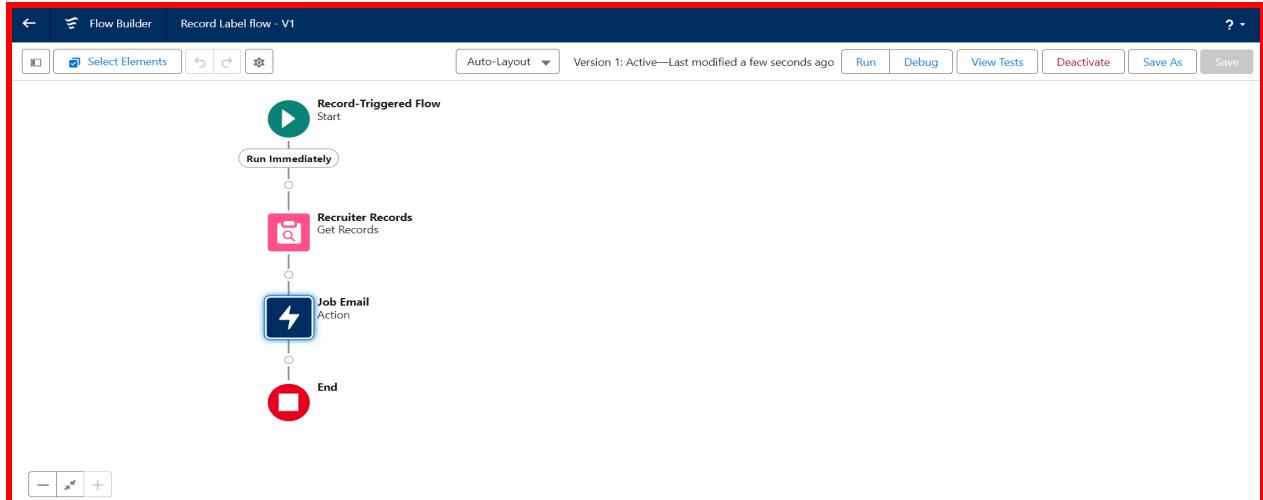 Flow Builder Record Label flow - V1 ?
Select Elements Auto-Layout Version 1: Active—Last modified a few seconds ago Run Debug View Tests Deactivate Save As Save
Record-Triggered Flow
Start
Run Immediately
Recruiter Records
Get Records
Job Email
Action
End